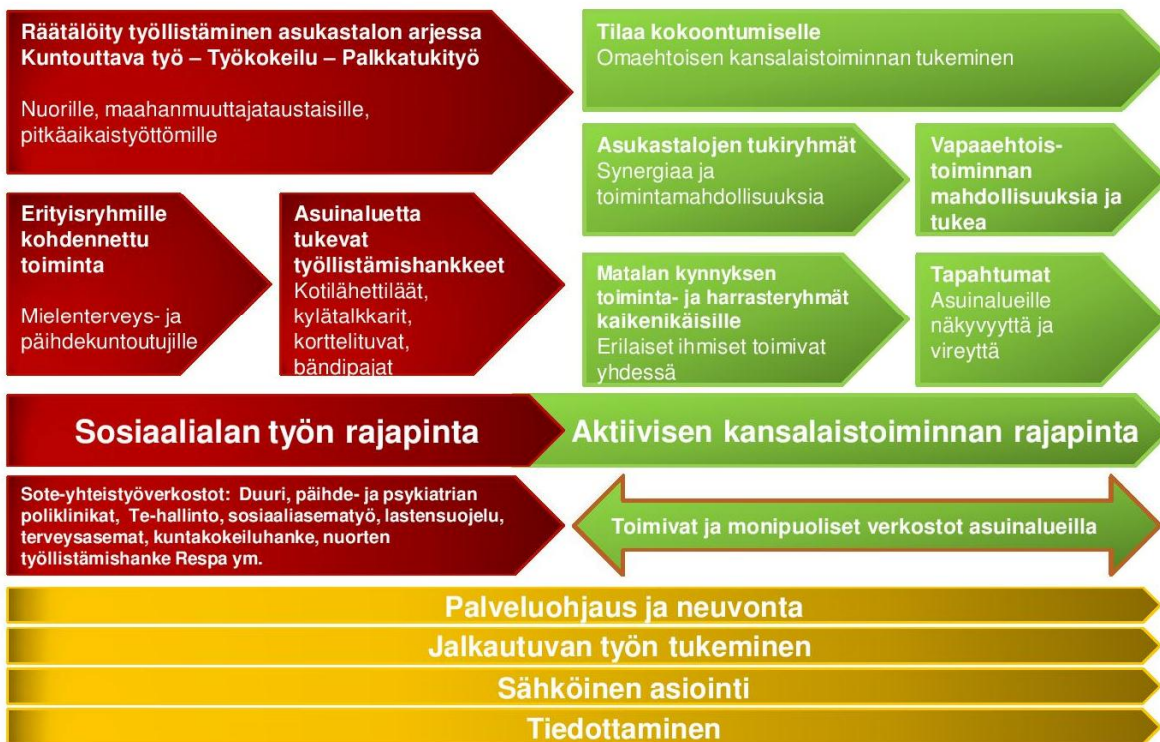 Räätälöity työllistäminen asukastalon arjessa
Kuntouttava työ – Työkokeilu – Palkkatukityö
Nuorille, maahanmuuttajataustaisille,
pitkäaikaistyöttömille
Tilaa kokoontumiselle
Omaehtoisen kansalaistoiminnan tukeminen
Asukastalojen tukiryhmät
Synergiaa ja
toimintamahdollisuuksia
Vapaaehtois-
toiminnan
mahdollisuuksia ja
tukea
Erityisryhmille
kohdennettu
toiminta
Mielenterveys- ja
päihdekuntoutujille
Asuinaluetta
tukevat
työllistämishankkeet
Kotilähettiläät,
kylätalkkarit,
korttelituvat,
bändipajat
Matalan kynnyksen
toiminta- ja harrasteryhmät
kaikenikäisille
Erilaiset ihmiset toimivat
yhdessä
Tapahtumat
Asuinalueille
näkyvyyttä ja
vireyttä
Sosiaalialan työn rajapinta
Aktiivisen kansalaistoiminnan rajapinta
Sote-yhteistyöverkostot: Duuri, päihde- ja psykiatrian
poliklinikat, Te-hallinto, sosiaaliasematyö, lastensuojelu,
terveysasemat, kuntakokeiluhanke, nuorten
työllistämishanke Respa ym.
Toimivat ja monipuoliset verkostot asuinalueilla
Palveluohjaus ja neuvonta
Jalkautuvan työn tukeminen
Sähköinen asiointi
Tiedottaminen